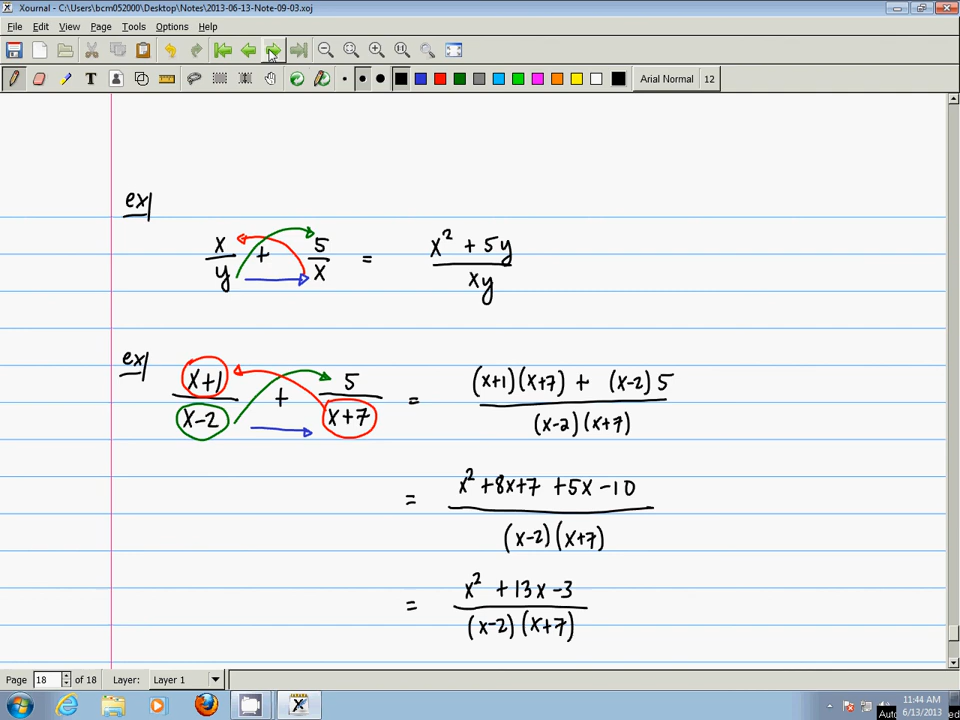 Xournal - C:\Users\bcm052000\Desktop\Notes\2013-06-13-Note-09-03.xoj
File Edit View Page Tools Options Help
T Arial Normal 12
ex
x/y + 5/x = (x² + 5y)/(xy)
ex
(x+1)/(x-2) + 5/(x+7) = ((x+1)(x+7) + (x-2)5)/((x-2)(x+7))
= (x² + 8x + 7 + 5x - 10)/((x-2)(x+7))
= (x² + 13x - 3)/((x-2)(x+7))
Page 18 of 18 Layer: Layer 1
11:44 AM
6/13/2013